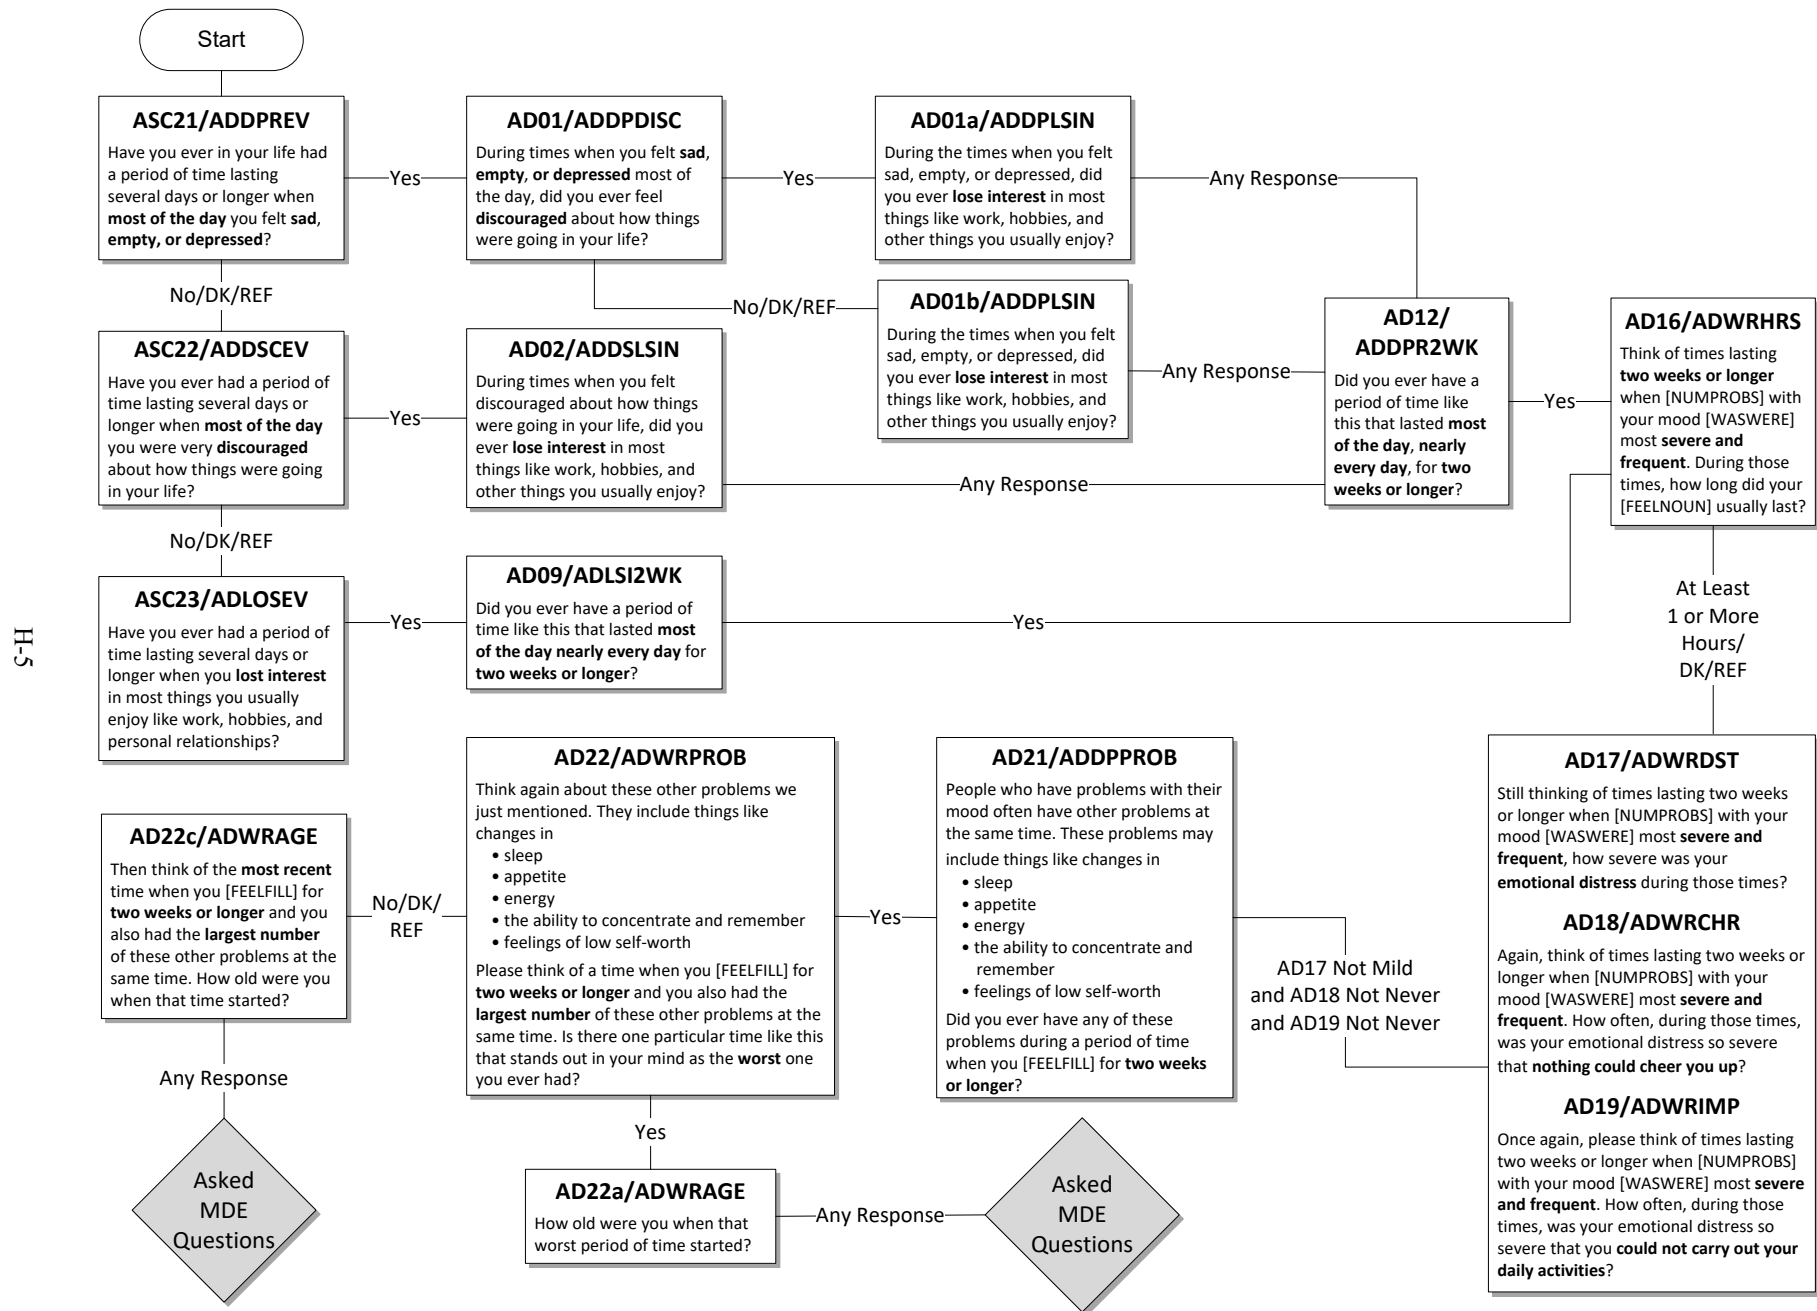 Start
ASC21/ADDPREV
Have you ever in your life had
a period of time lasting
several days or longer when
most of the day you felt sad,
empty, or depressed?
Yes
AD01/ADDPDISC
During times when you felt sad,
empty, or depressed most of
the day, did you ever feel
discouraged about how things
were going in your life?
Yes
AD01a/ADDPLSIN
During the times when you felt
sad, empty, or depressed, did
you ever lose interest in most
things like work, hobbies, and
other things you usually enjoy?
Any Response
No/DK/REF
No/DK/REF
AD01b/ADDPLSIN
During the times when you felt
sad, empty, or depressed, did
you ever lose interest in most
things like work, hobbies, and
other things you usually enjoy?
Any Response
ASC22/ADDSCEV
Have you ever had a period of
time lasting several days or
longer when most of the day
you were very discouraged
about how things were going
in your life?
Yes
AD02/ADDSLSIN
During times when you felt
discouraged about how things
were going in your life, did you
ever lose interest in most
things like work, hobbies, and
other things you usually enjoy?
Any Response
AD12/
ADDPR2WK
Did you ever have a
period of time like
this that lasted most
of the day, nearly
every day, for two
weeks or longer?
Yes
AD16/ADWRHRS
Think of times lasting
two weeks or longer
when [NUMPROBS] with
your mood [WASWERE]
most severe and
frequent. During those
times, how long did your
[FEELNOUN] usually last?
No/DK/REF
ASC23/ADLOSEV
Have you ever had a period of
time lasting several days or
longer when you lost interest
in most things you usually
enjoy like work, hobbies, and
personal relationships?
Yes
AD09/ADLSI2WK
Did you ever have a period of
time like this that lasted most
of the day nearly every day for
two weeks or longer?
Yes
At Least
1 or More
Hours/
DK/REF
H-5
AD17/ADWRDST
Still thinking of times lasting two weeks
or longer when [NUMPROBS] with your
mood [WASWERE] most severe and
frequent, how severe was your
emotional distress during those times?
AD18/ADWRCHR
Again, think of times lasting two weeks or
longer when [NUMPROBS] with your
mood [WASWERE] most severe and
frequent. How often, during those times,
was your emotional distress so severe
that nothing could cheer you up?
AD19/ADWRIMP
Once again, please think of times lasting
two weeks or longer when [NUMPROBS]
with your mood [WASWERE] most severe
and frequent. How often, during those
times, was your emotional distress so
severe that you could not carry out your
daily activities?
AD17 Not Mild
and AD18 Not Never
and AD19 Not Never
AD21/ADDPPROB
People who have problems with their
mood often have other problems at
the same time. These problems may
include things like changes in
• sleep
• appetite
• energy
• the ability to concentrate and
remember
• feelings of low self-worth
Did you ever have any of these
problems during a period of time
when you [FEELFILL] for two weeks
or longer?
Yes
AD22/ADWRPROB
Think again about these other problems we
just mentioned. They include things like
changes in
• sleep
• appetite
• energy
• the ability to concentrate and remember
• feelings of low self-worth
Please think of a time when you [FEELFILL] for
two weeks or longer and you also had the
largest number of these other problems at the
same time. Is there one particular time like this
that stands out in your mind as the worst one
you ever had?
No/DK/
REF
AD22c/ADWRAGE
Then think of the most recent
time when you [FEELFILL] for
two weeks or longer and you
also had the largest number
of these other problems at the
same time. How old were you
when that time started?
Any Response
Asked
MDE
Questions
Yes
AD22a/ADWRAGE
How old were you when that
worst period of time started?
Any Response
Asked
MDE
Questions